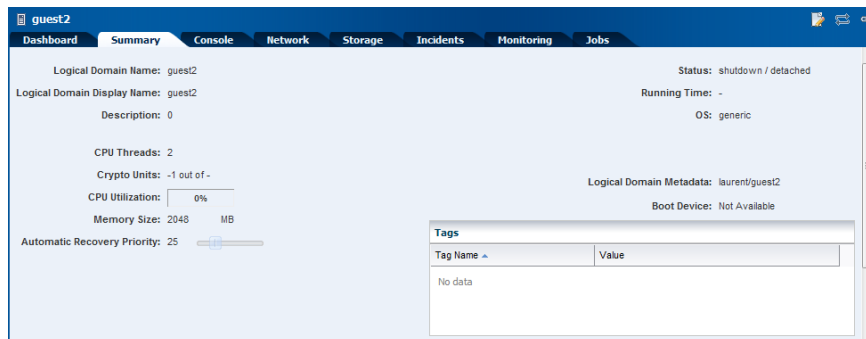 guest2
Dashboard Summary Console Network Storage Incidents Monitoring Jobs
Logical Domain Name: guest2
Logical Domain Display Name: guest2
Description: 0
CPU Threads: 2
Crypto Units: -1 out of -
CPU Utilization: 0%
Memory Size: 2048 MB
Automatic Recovery Priority: 25
Status: shutdown / detached
Running Time: -
OS: generic
Logical Domain Metadata: laurent/guest2
Boot Device: Not Available
Tags
Tag Name Value
No data